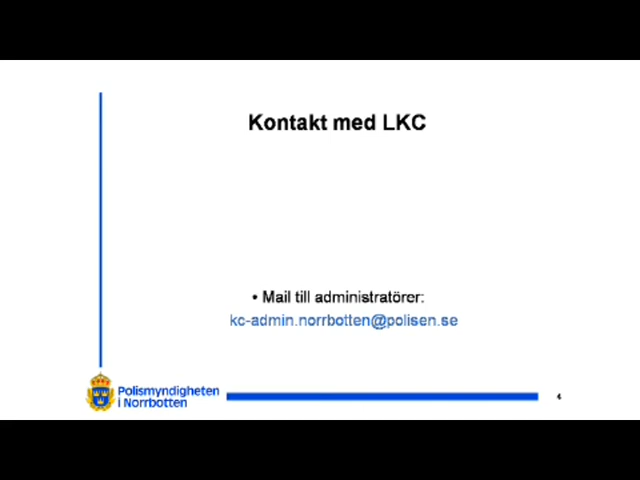 Kontakt med LKC
• Mail till administratörer:
kc-admin.norrbotten@polisen.se
Polismyndigheten
i Norrbotten
4